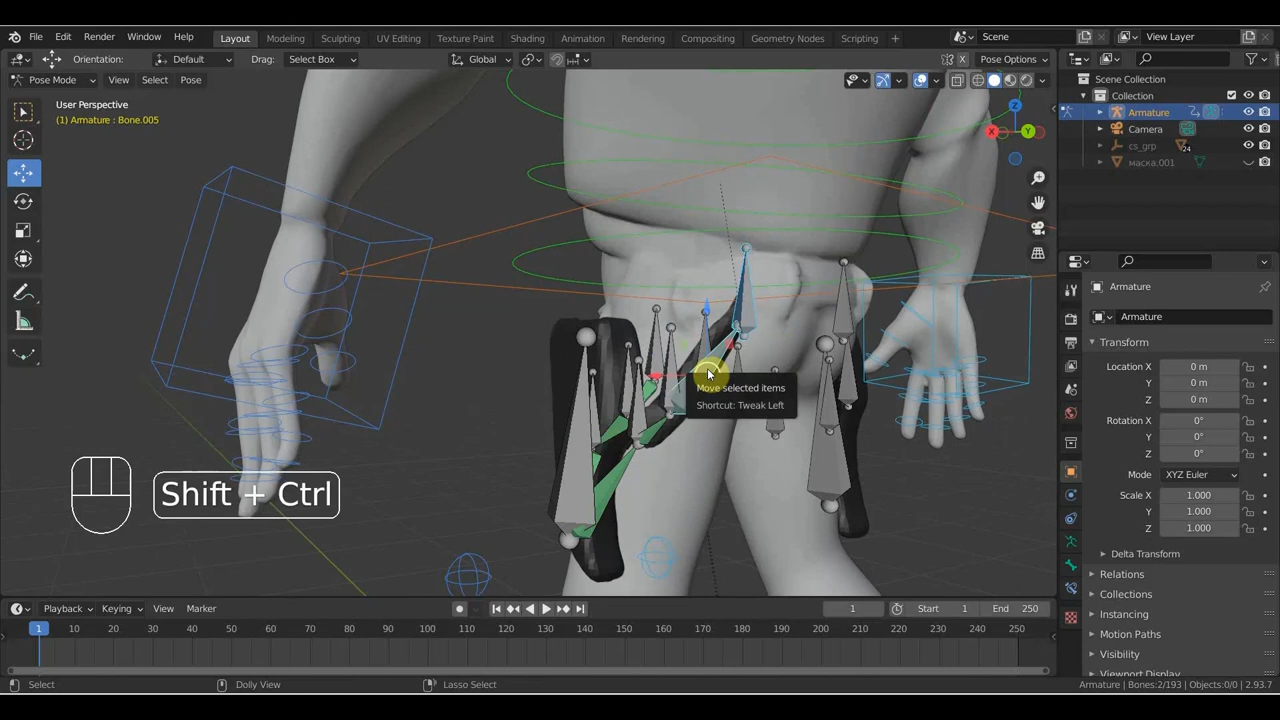 File Edit Render Window Help Layout Modeling Sculpting UV Editing Texture Paint Shading Animation Rendering Compositing Geometry Nodes Scripting + Scene View Layer
Orientation: Default Drag: Select Box Global X Pose Options
Pose Mode View Select Pose
User Perspective
(1) Armature : Bone.005
X Y Z
Scene Collection
Collection
Armature
Camera
cs_grp 24
маска.001
Move selected items
Shortcut: Tweak Left
Shift + Ctrl
Armature
Armature
Transform
Location X 0 m
Y 0 m
Z 0 m
Rotation X 0°
Y 0°
Z 0°
Mode XYZ Euler
Scale X 1.000
Y 1.000
Z 1.000
Delta Transform
Relations
Collections
Instancing
Motion Paths
Visibility
Viewport Display
Playback Keying View Marker 1 Start 1 End 250
1 10 20 30 40 50 60 70 80 90 100 110 120 130 140 150 160 170 180 190 200 210 220 230 240 250
Select Dolly View Lasso Select Armature | Bones:2/193 | Objects:0/0 | 2.93.7